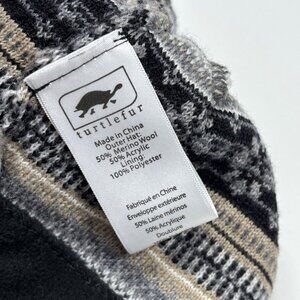 turtlefur
Made in China
Outer Hat:
50% Merino Wool
50% Acrylic
Lining:
100% Polyester
Fabriqué en Chine
Enveloppe extérieure
50% Laine mérinos
50% Acrylique
Doublure